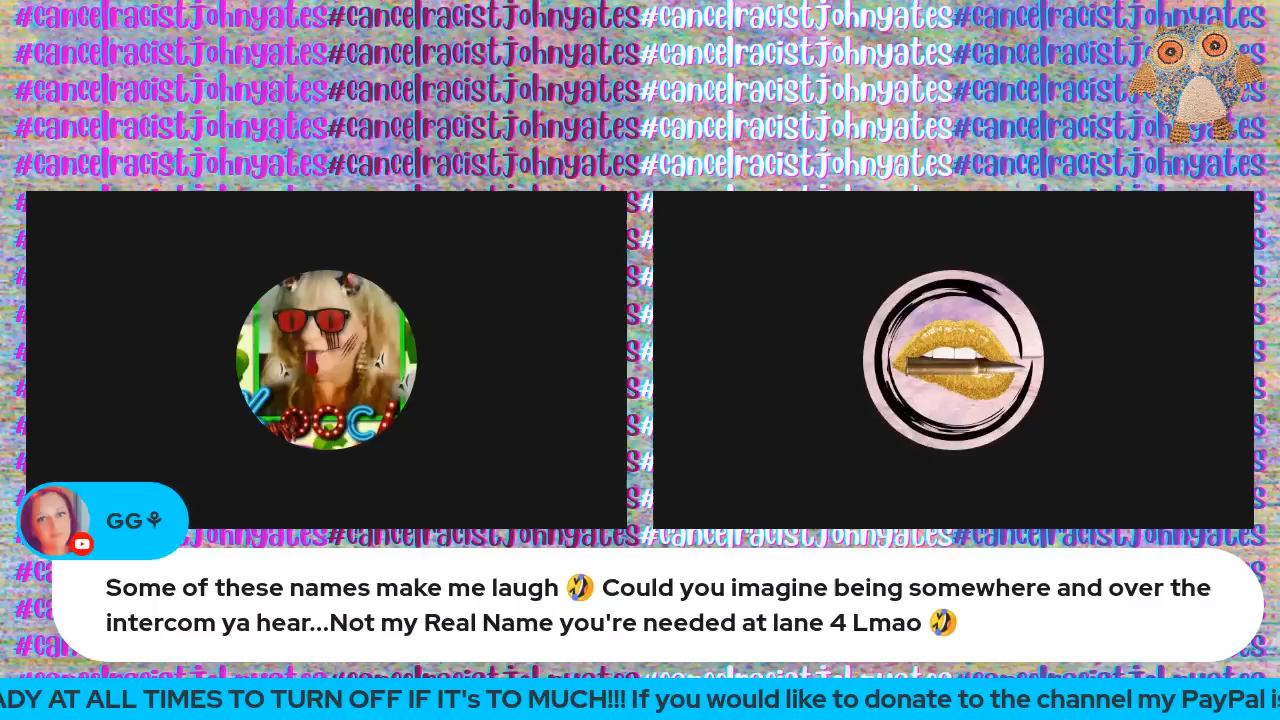 #cancelracistjohnyates#cancelracistjohnyates#cancelracistjohnyates#cancelracistjohnyates
#cancelracistjohnyates#cancelracistjohnyates#cancelracistjohnyates#cancelracistjohnyates
#cancelracistjohnyates#cancelracistjohnyates#cancelracistjohnyates#cancelracistjohnyates
#cancelracistjohnyates#cancelracistjohnyates#cancelracistjohnyates#cancelracistjohnyates
#cancelracistjohnyates#cancelracistjohnyates#cancelracistjohnyates#cancelracistjohnyates
GG
Some of these names make me laugh 🤣 Could you imagine being somewhere and over the
intercom ya hear...Not my Real Name you're needed at lane 4 Lmao 🤣
ADY AT ALL TIMES TO TURN OFF IF IT's TO MUCH!!! If you would like to donate to the channel my PayPal is